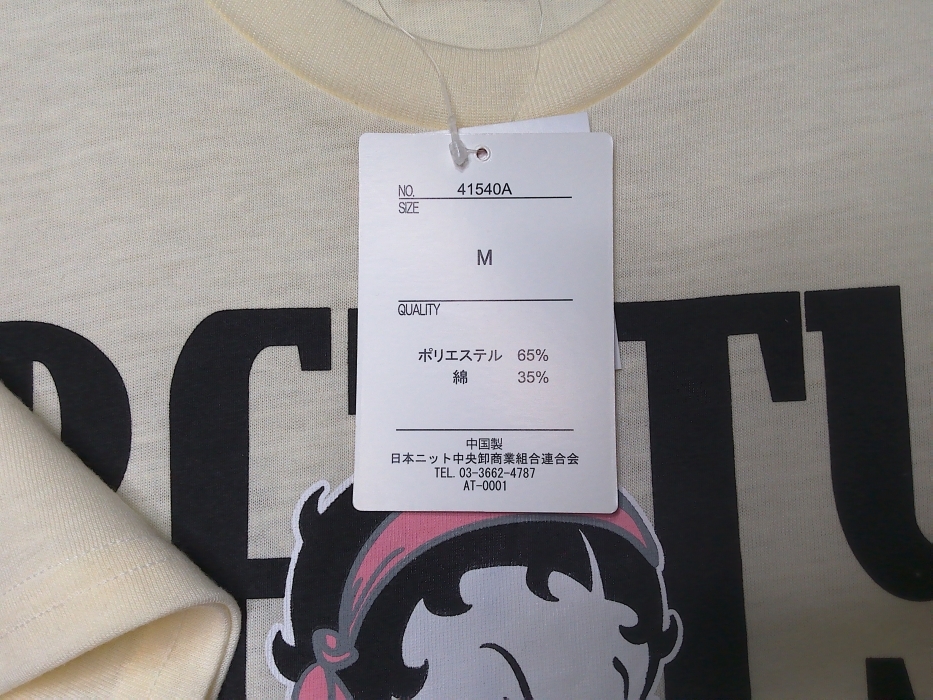 NO. 41540A
SIZE
M
QUALITY
ポリエステル 65%
綿 35%
中国製
日本ニット中央卸商業組合連合会
TEL. 03-3662-4787
AT-0001